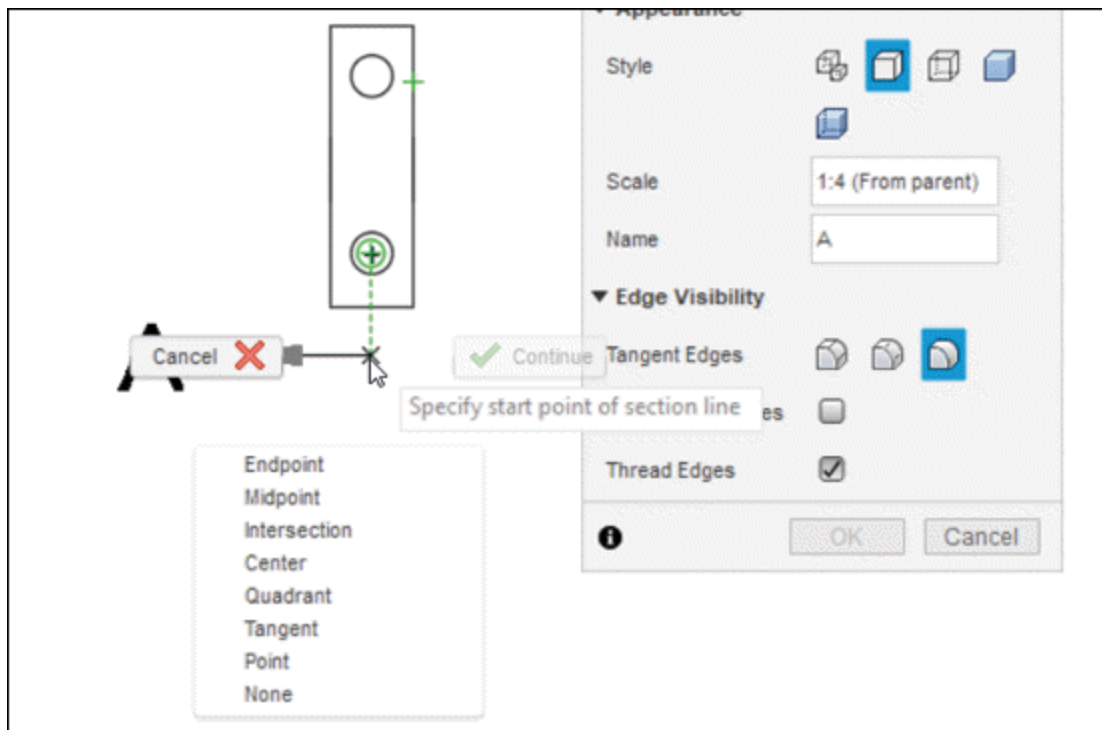 Appearance
Style
Scale
1:4 (From parent)
Name
A
Edge Visibility
A
Cancel
Continue
Tangent Edges
Specify start point of section line
es
Thread Edges
Endpoint
Midpoint
Intersection
Center
Quadrant
Tangent
Point
None
OK
Cancel